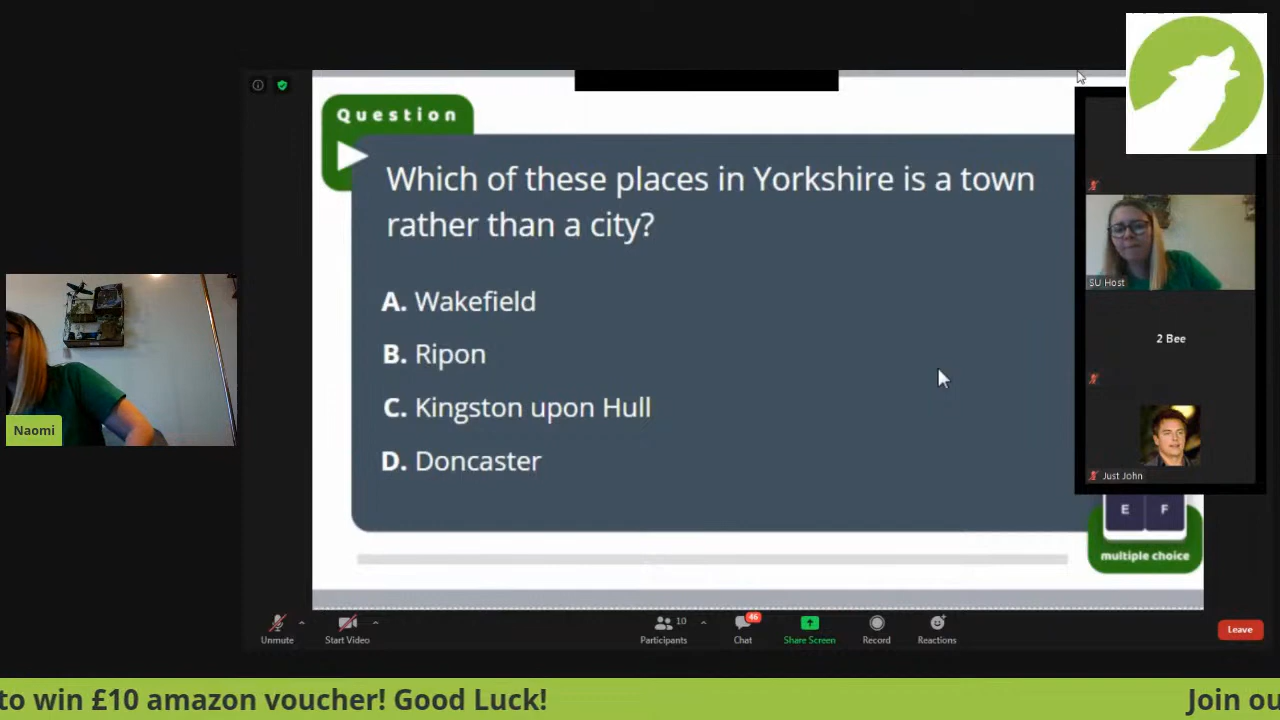 Question
Which of these places in Yorkshire is a town
rather than a city?
A. Wakefield
B. Ripon
C. Kingston upon Hull
D. Doncaster
E F
multiple choice
SU Host
2 Bee
Just John
Naomi
Unmute
Start Video
10
Participants
46
Chat
Share Screen
Record
Reactions
Leave
to win £10 amazon voucher! Good Luck!
Join ou